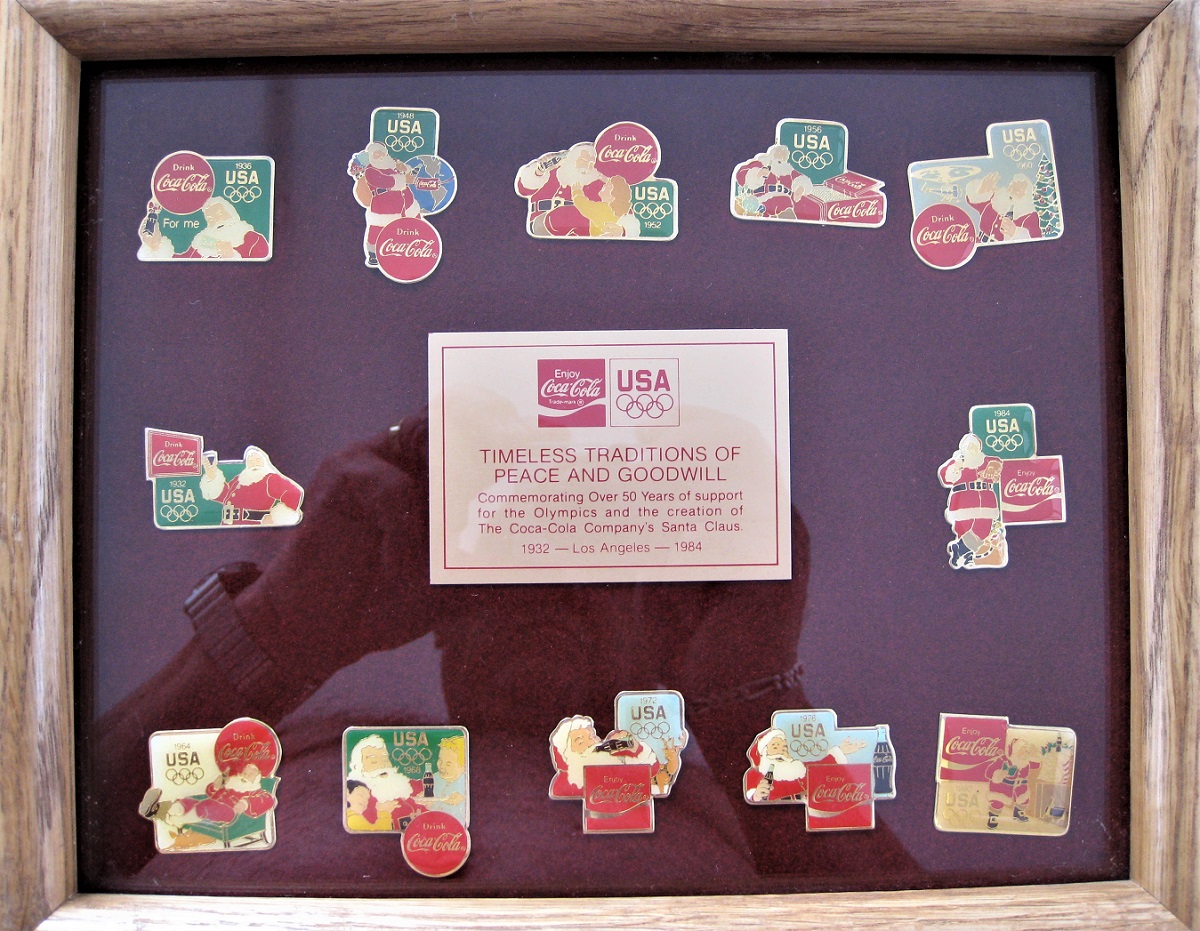 Drink
Coca-Cola
1936
USA
For me
1948
USA
Coca-Cola
Drink
Coca-Cola
Drink
Coca-Cola
USA
1952
1956
USA
Coca-Cola
USA
1960
Drink
Coca-Cola
Enjoy
Coca-Cola
Trade-mark ®
USA
TIMELESS TRADITIONS OF
PEACE AND GOODWILL
Commemorating Over 50 Years of support
for the Olympics and the creation of
The Coca-Cola Company's Santa Claus.
1932 — Los Angeles — 1984
Drink
Coca-Cola
1932
USA
1984
USA
Enjoy
Coca-Cola
1964
USA
Drink
Coca-Cola
USA
1968
Drink
Coca-Cola
1972
USA
Enjoy
Coca-Cola
1976
USA
Enjoy
Coca-Cola
Enjoy
Coca-Cola
USA